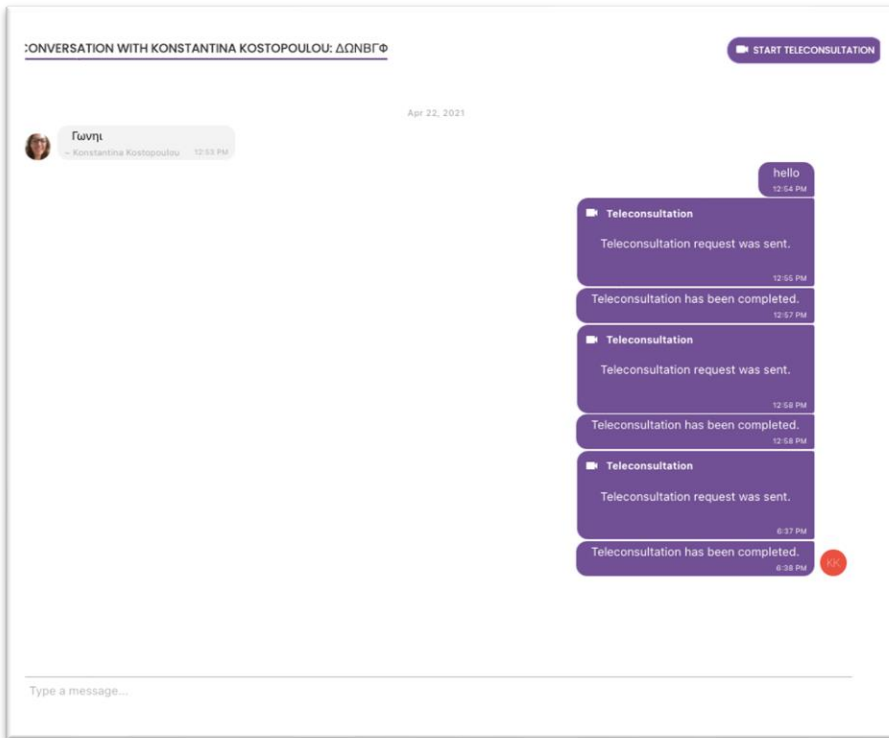 CONVERSATION WITH KONSTANTINA KOSTOPOULOU: ΔΩΝΒΓΦ
START TELECONSULTATION
Apr 22, 2021
Γωνηι
– Konstantina Kostopoulou 12:53 PM
hello
12:54 PM
Teleconsultation
Teleconsultation request was sent.
12:55 PM
Teleconsultation has been completed.
12:57 PM
Teleconsultation
Teleconsultation request was sent.
12:58 PM
Teleconsultation has been completed.
12:58 PM
Teleconsultation
Teleconsultation request was sent.
6:37 PM
Teleconsultation has been completed.
6:38 PM
KK
Type a message...